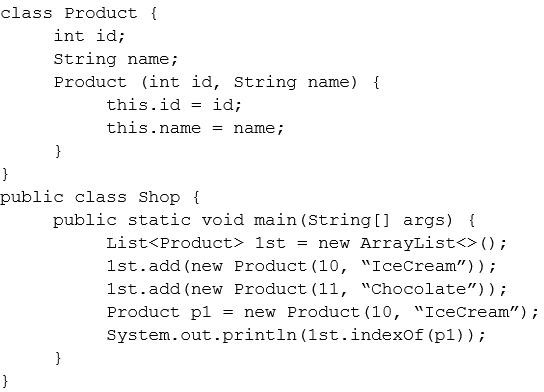 class Product {
int id;
String name;
Product (int id, String name) {
this.id = id;
this.name = name;
}
}
public class Shop {
public static void main(String[] args) {
List<Product> 1st = new ArrayList<>();
1st.add(new Product(10, “IceCream”));
1st.add(new Product(11, “Chocolate”));
Product p1 = new Product(10, “IceCream”);
System.out.println(1st.indexOf(p1));
}
}